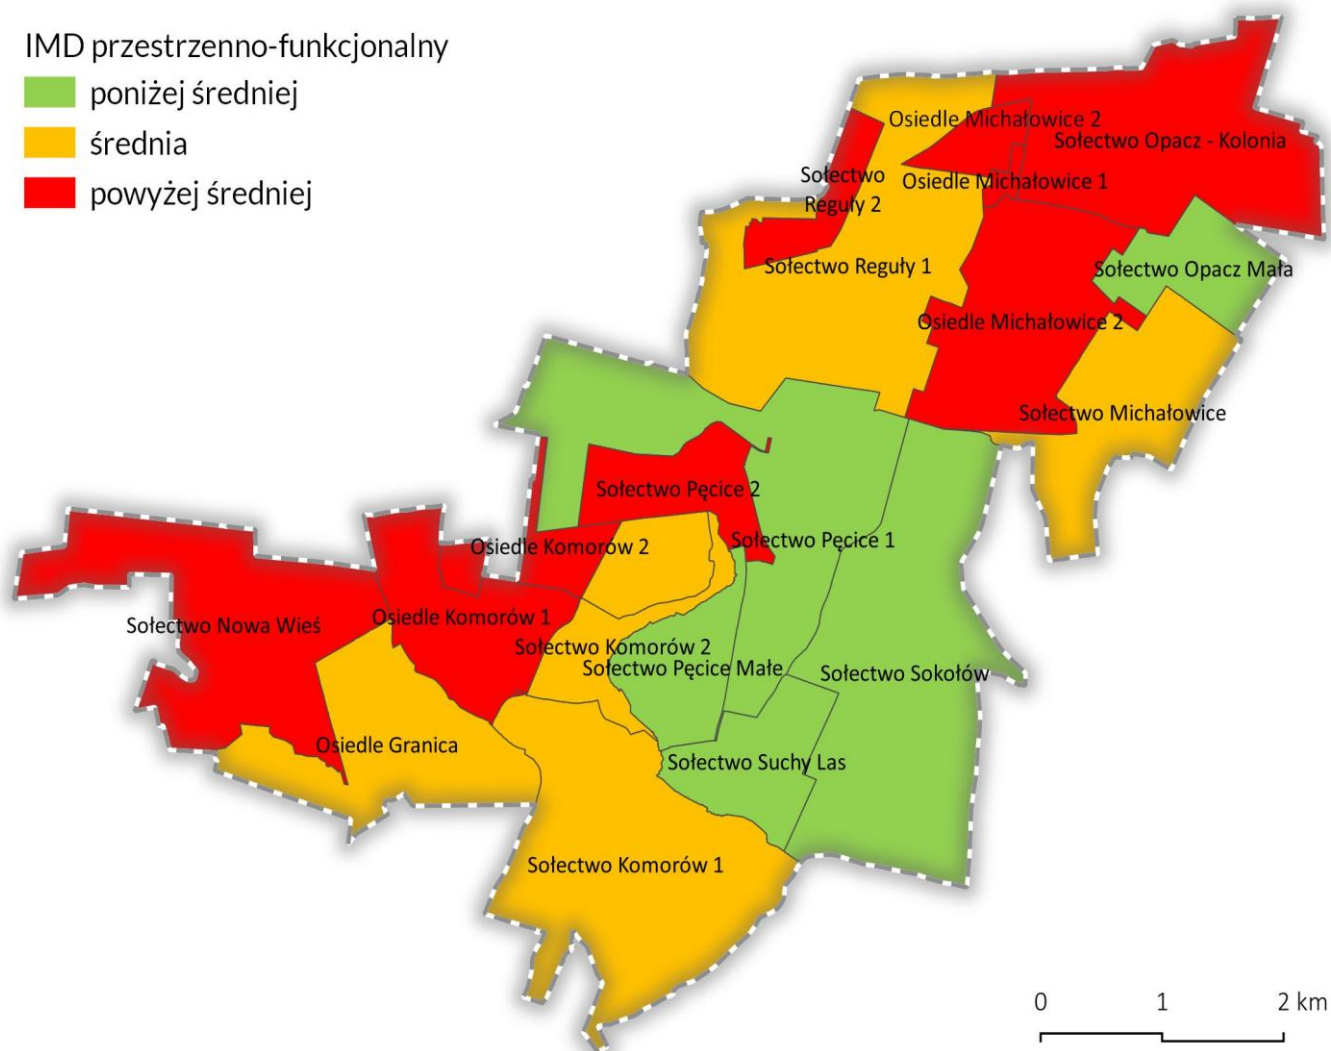 IMD przestrzenno-funkcjonalny
poniżej średniej
średnia
powyżej średniej
Osiedle Michałowice 2
Sołectwo Opacz - Kolonia
Sołectwo
Reguły 2
Osiedle Michałowice 1
Sołectwo Reguły 1
Sołectwo Opacz Mała
Osiedle Michałowice 2
Sołectwo Michałowice
Sołectwo Pęcice 2
Sołectwo Pęcice 1
Osiedle Komorów 2
Osiedle Komorów 1
Sołectwo Nowa Wieś
Sołectwo Komorów 2
Sołectwo Pęcice Małe
Sołectwo Sokołów
Osiedle Granica
Sołectwo Suchy Las
Sołectwo Komorów 1
0 1 2 km